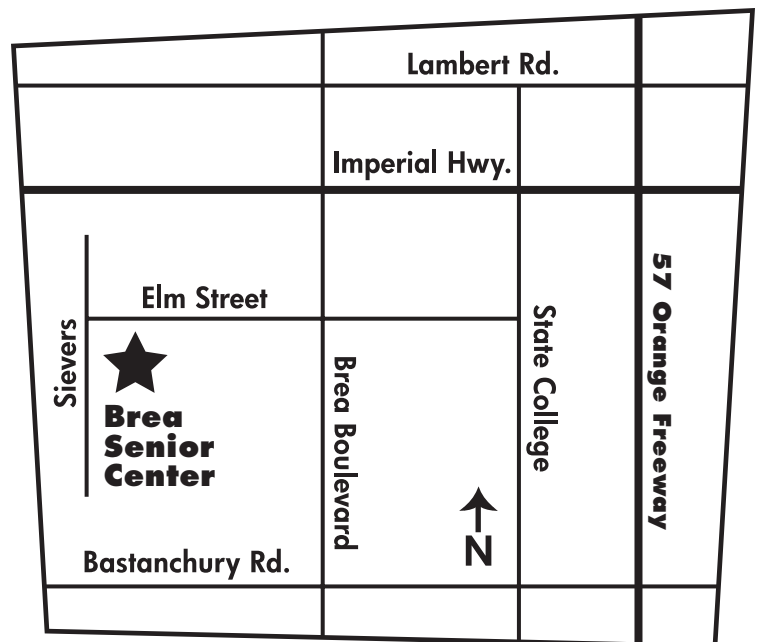 Lambert Rd.
Imperial Hwy.
57 Orange Freeway
Elm Street
State College
Sievers
Brea Boulevard
Brea
Senior
Center
N
Bastanchury Rd.